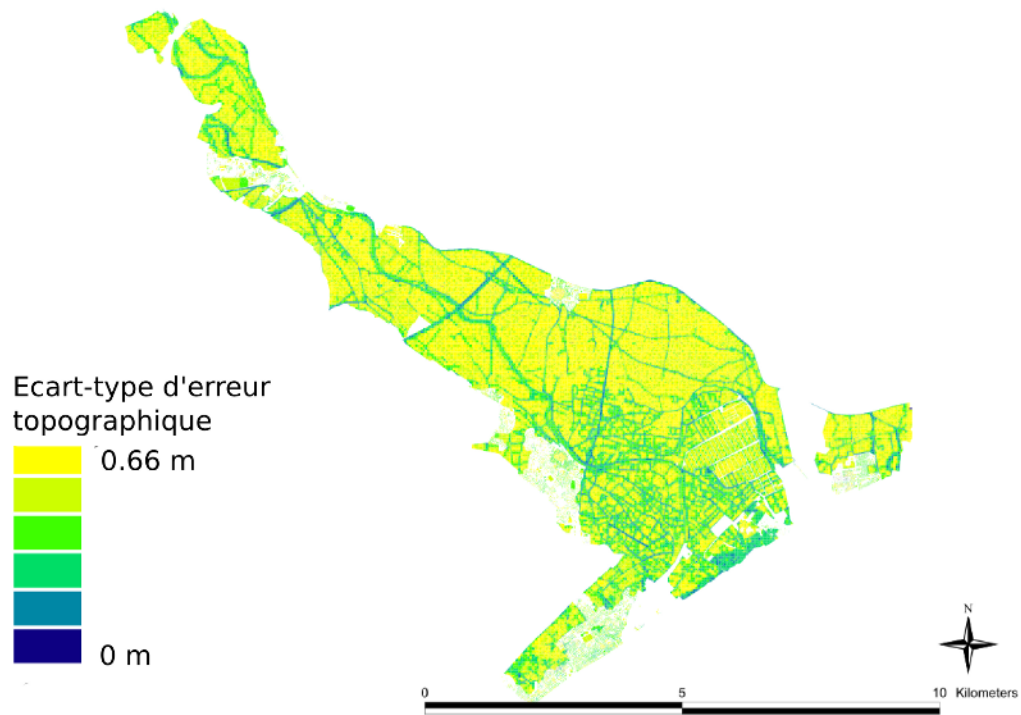 Ecart-type d'erreur
topographique
0.66 m
0 m
N
0 5 10 Kilometers